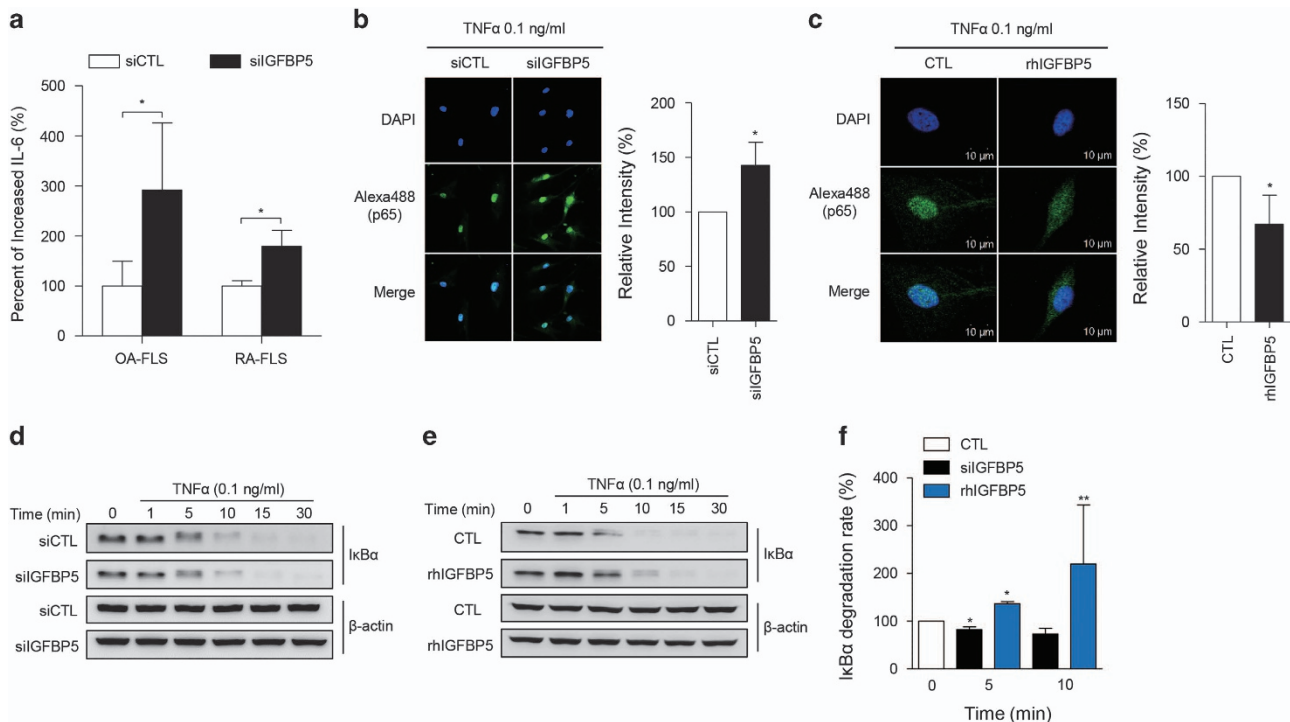 a
siCTL
siIGFBP5
Percent of Increased IL-6 (%)
500
400
300
200
100
0
*
*
OA-FLS
RA-FLS
b
TNFα 0.1 ng/ml
siCTL
siIGFBP5
DAPI
Alexa488
(p65)
Merge
Relative Intensity (%)
200
150
100
50
0
*
siCTL
siIGFBP5
c
TNFα 0.1 ng/ml
CTL
rhIGFBP5
DAPI
10 µm
10 µm
Alexa488
(p65)
10 µm
10 µm
Merge
10 µm
10 µm
Relative Intensity (%)
150
100
50
0
*
CTL
rhIGFBP5
d
TNFα (0.1 ng/ml)
Time (min) 0 1 5 10 15 30
siCTL
siIGFBP5
IκBα
siCTL
siIGFBP5
β-actin
e
TNFα (0.1 ng/ml)
Time (min) 0 1 5 10 15 30
CTL
rhIGFBP5
IκBα
CTL
rhIGFBP5
β-actin
f
CTL
siIGFBP5
rhIGFBP5
IκBα degradation rate (%)
400
300
200
100
0
*
*
**
0 5 10
Time (min)